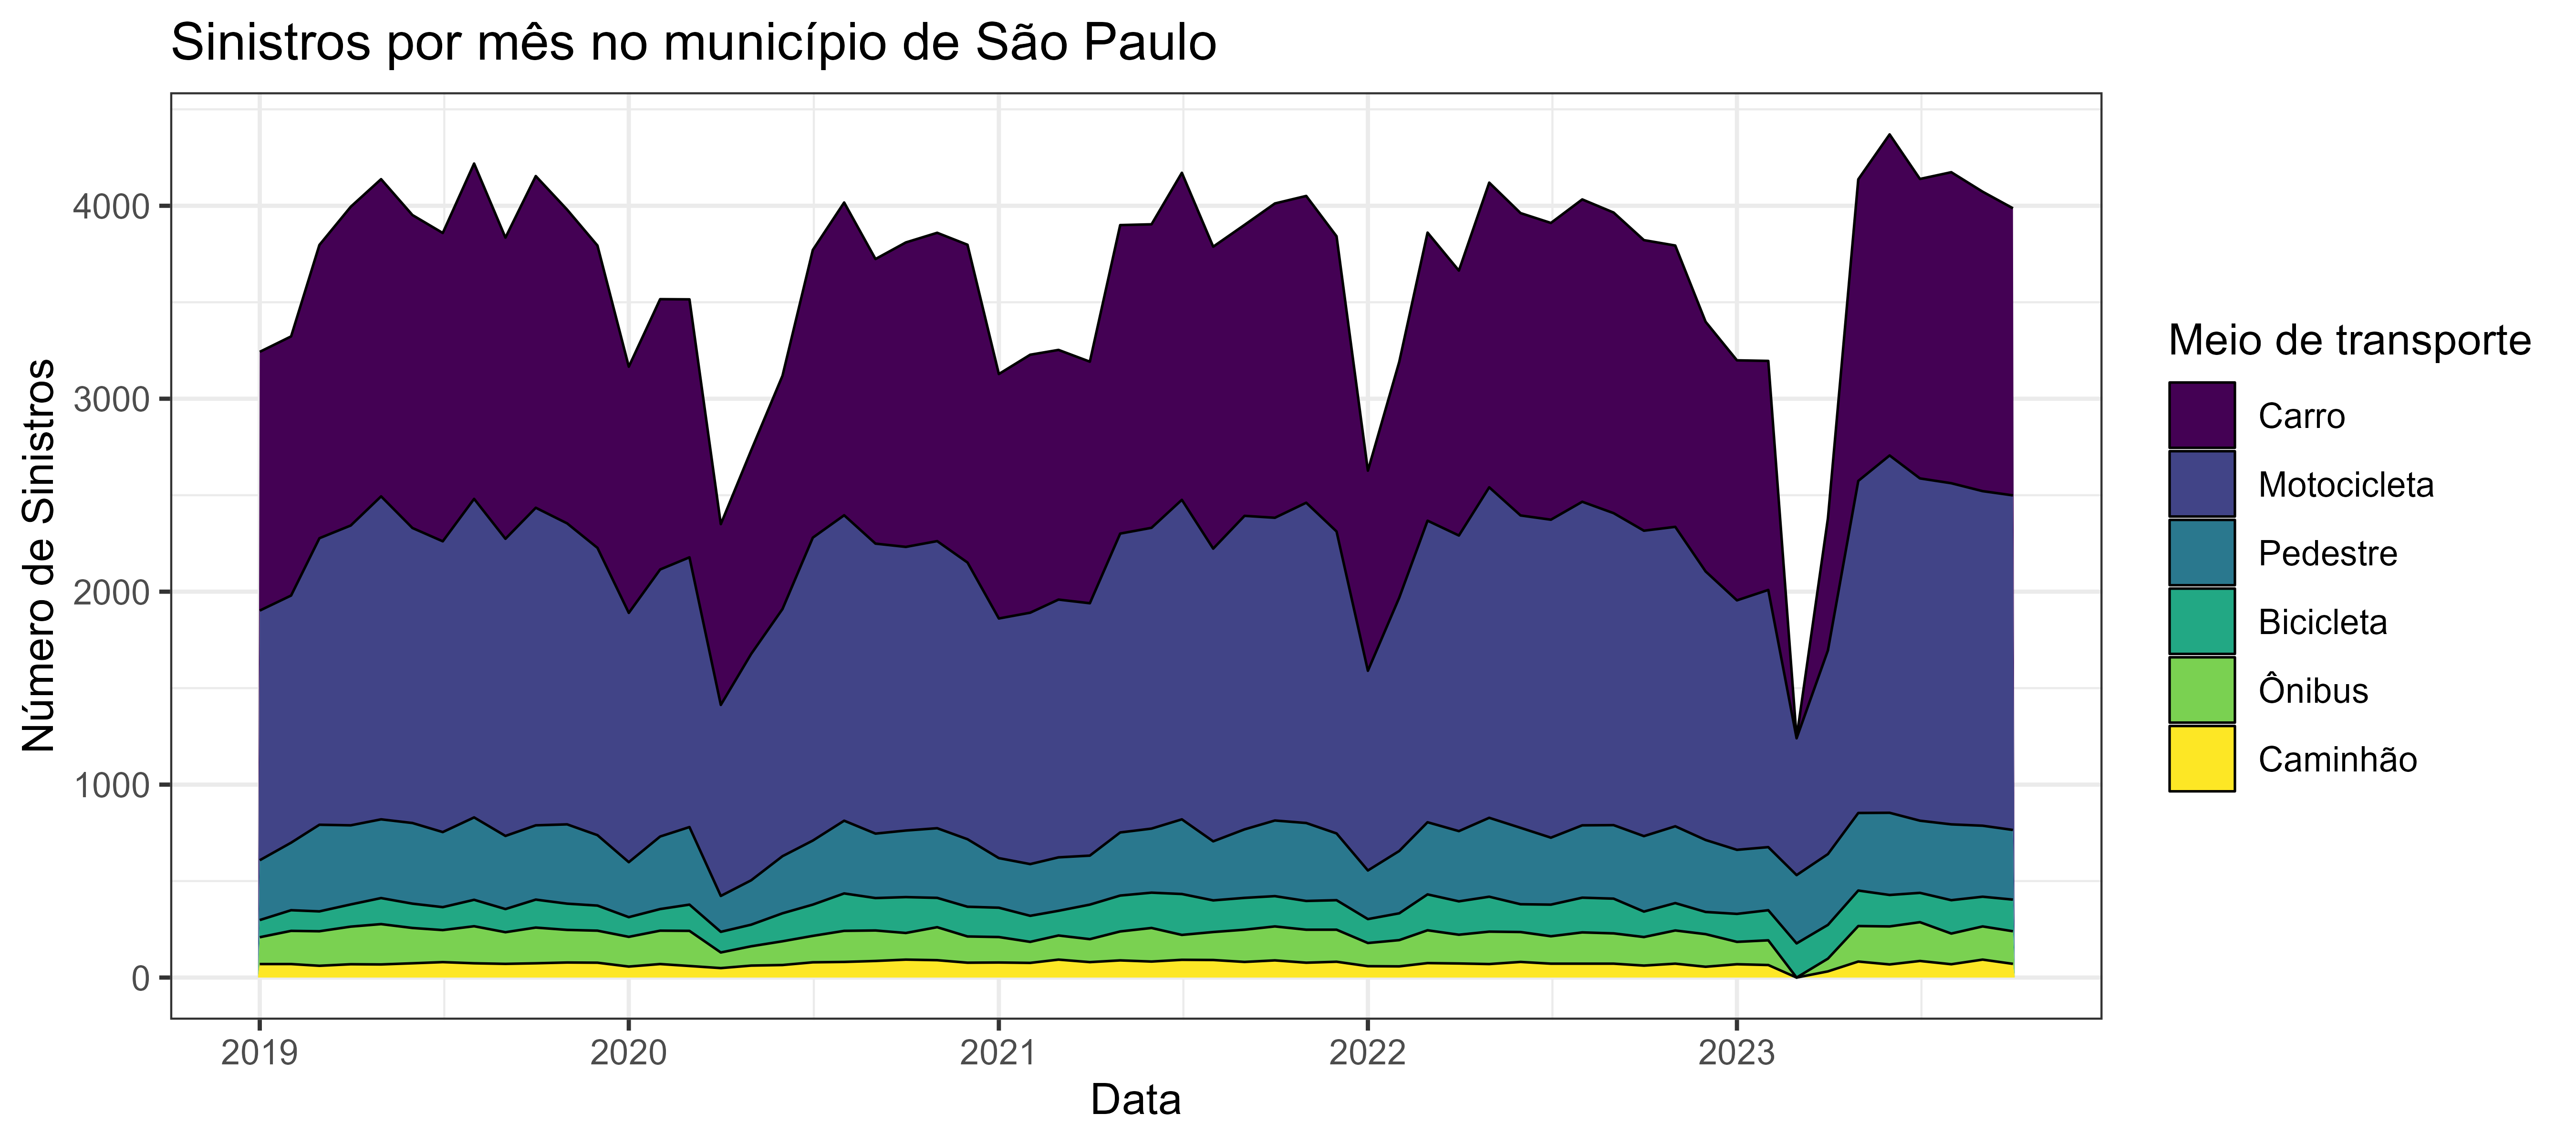 Sinistros por mês no município de São Paulo
Número de Sinistros
4000
3000
2000
1000
0
2019
2020
2021
2022
2023
Data
Meio de transporte
Carro
Motocicleta
Pedestre
Bicicleta
Ônibus
Caminhão